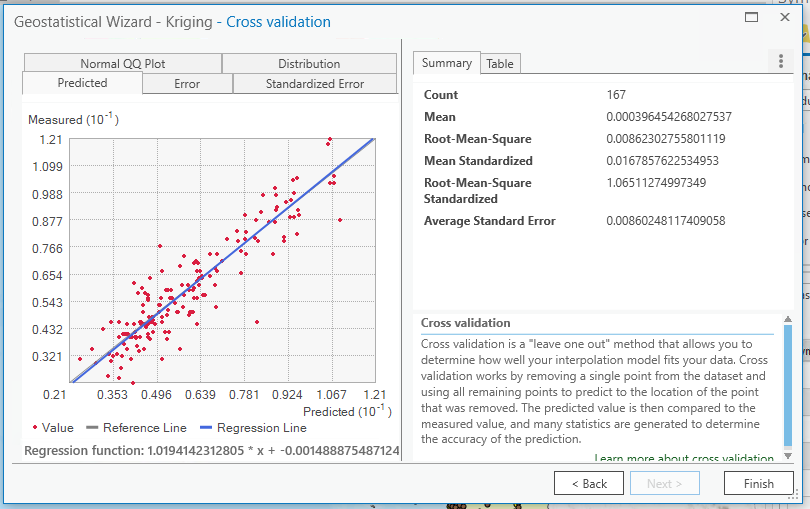 Geostatistical Wizard - Kriging - Cross validation
Normal QQ Plot
Distribution
Predicted
Error
Standardized Error
Measured (10⁻¹)
1.21
1.099
0.988
0.877
0.766
0.654
0.543
0.432
0.321
0.21
0.353
0.496
0.639
0.781
0.924
1.067
1.21
Predicted (10⁻¹)
Value
Reference Line
Regression Line
Regression function: 1.0194142312805 * x + -0.001488875487124
Summary
Table
Count 167
Mean 0.000396454268027537
Root-Mean-Square 0.00862302755801119
Mean Standardized 0.0167857622534953
Root-Mean-Square 1.06511274997349
Standardized
Average Standard Error 0.00860248117409058
Cross validation
Cross validation is a "leave one out" method that allows you to
determine how well your interpolation model fits your data. Cross
validation works by removing a single point from the dataset and
using all remaining points to predict to the location of the point
that was removed. The predicted value is then compared to the
measured value, and many statistics are generated to determine
the accuracy of the prediction.
Learn more about cross validation
< Back
Next >
Finish